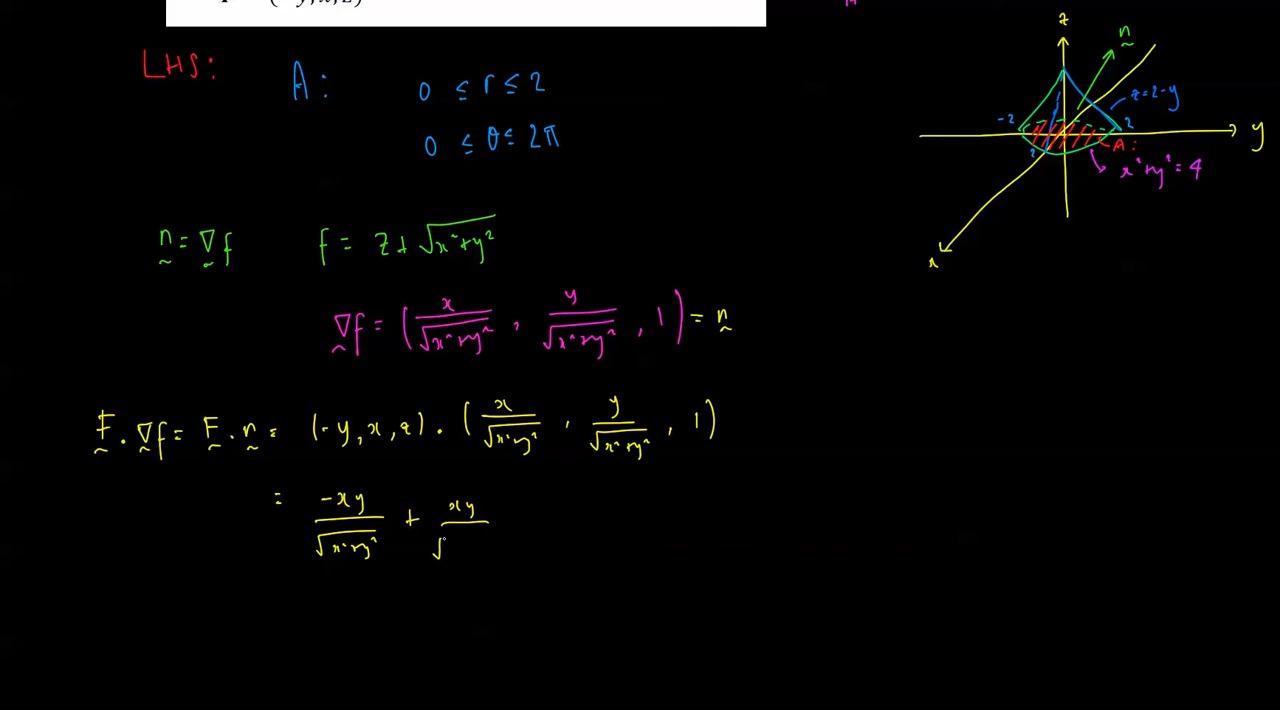 LHS: A: 0 ≤ r ≤ 2
0 ≤ θ ≤ 2π
n = ∇f f = z + √x²+y²
∇f = ( x/√x²+y² , y/√x²+y² , 1 ) = n
F . ∇f = F . n = (-y, x, z) . ( x/√x²+y² , y/√x²+y² , 1 )
= -xy/√x²+y² + xy/√
z
n
z=2-y
-2
2
y
A:
2
x²+y²=4
x